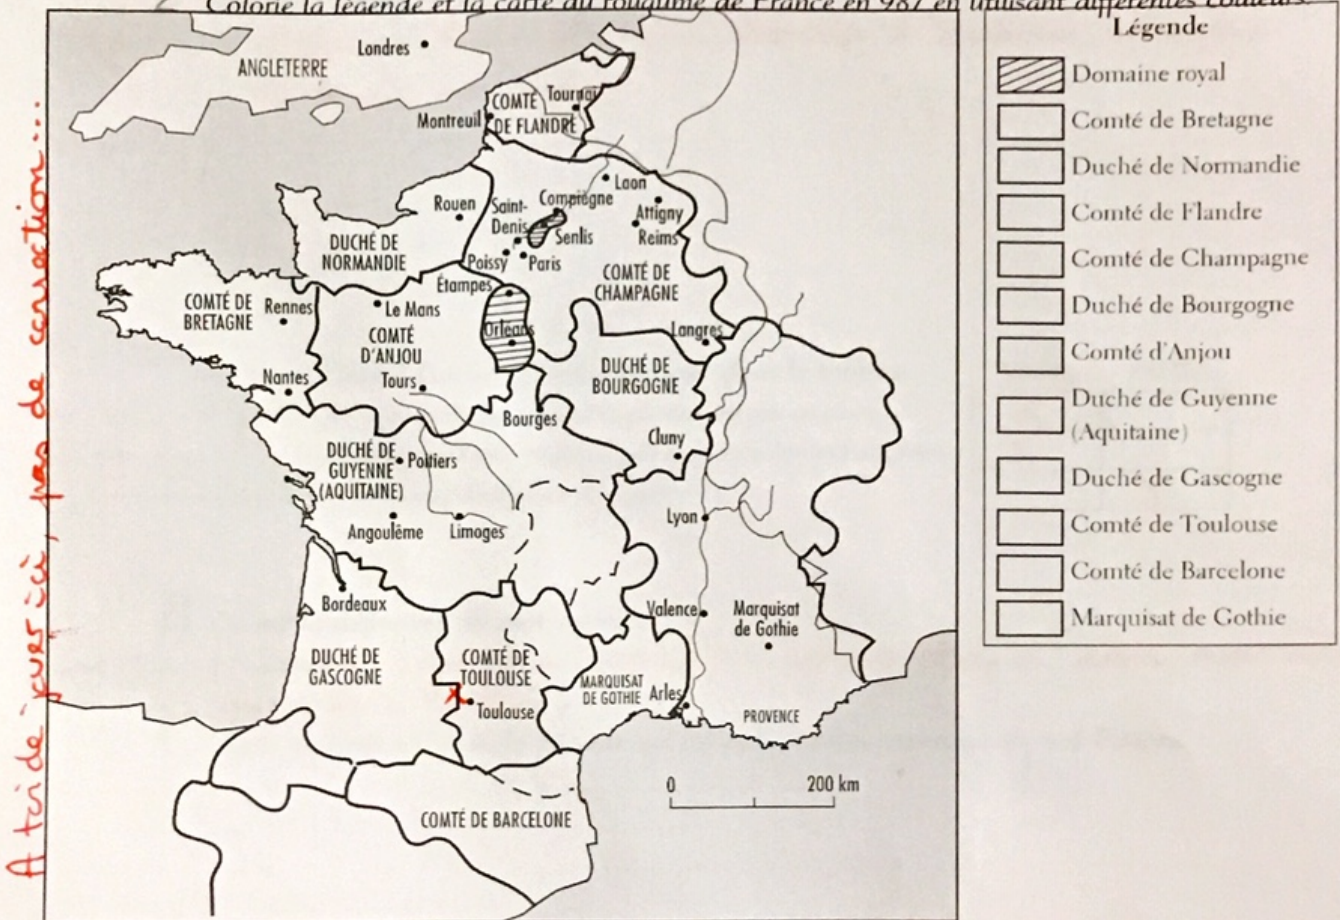 Colorie la légende et la carte du royaume de France en 987 en utilisant différentes couleurs.
A toi de jouer ici, pas de correction...
Londres
ANGLETERRE
COMTÉ
DE FLANDRE
Tournai
Montreuil
Laon
Rouen
Saint-
Denis
Compiègne
Attigny
Reims
Senlis
DUCHÉ DE
NORMANDIE
Poissy
Paris
COMTÉ DE
CHAMPAGNE
Étampes
COMTÉ DE
BRETAGNE
Rennes
Le Mans
COMTÉ
D'ANJOU
Orléans
Langres
DUCHÉ DE
BOURGOGNE
Nantes
Tours
Bourges
Cluny
DUCHÉ DE
GUYENNE
(AQUITAINE)
Poitiers
Angoulême
Limoges
Lyon
Bordeaux
Valence
Marquisat
de Gothie
DUCHÉ DE
GASCOGNE
COMTÉ DE
TOULOUSE
X
Toulouse
MARQUISAT
DE GOTHIE
Arles
PROVENCE
0 200 km
COMTÉ DE BARCELONE
Légende
Domaine royal
Comté de Bretagne
Duché de Normandie
Comté de Flandre
Comté de Champagne
Duché de Bourgogne
Comté d'Anjou
Duché de Guyenne
(Aquitaine)
Duché de Gascogne
Comté de Toulouse
Comté de Barcelone
Marquisat de Gothie